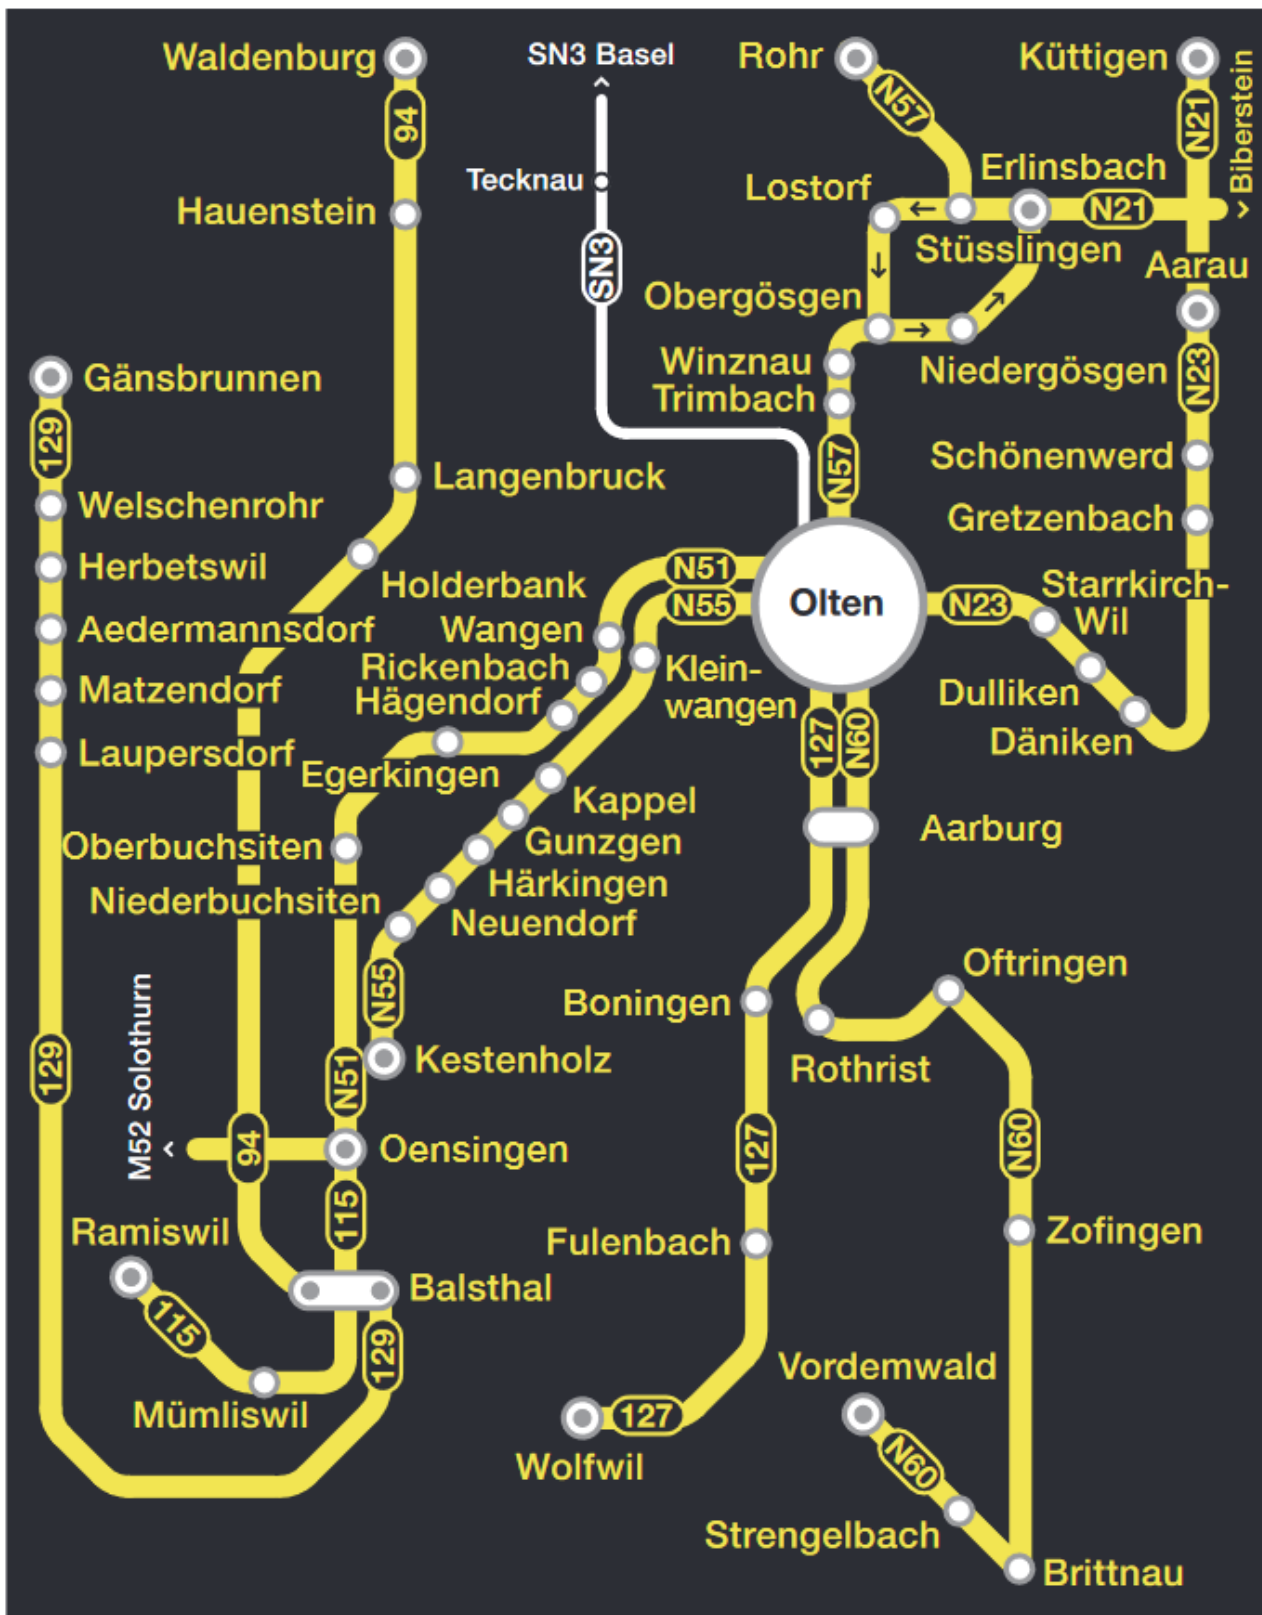 Waldenburg
SN3 Basel
Rohr
Küttigen
94
N57
N21
Biberstein
Tecknau
Erlinsbach
Hauenstein
Lostorf
N21
SN3
Stüsslingen
Aarau
Obergösgen
Gänsbrunnen
Winznau
Niedergösgen
N23
Trimbach
129
N57
Schönenwerd
Langenbruck
Welschenrohr
Gretzenbach
Herbetswil
Holderbank
N51
N55
Olten
N23
Starrkirch-
Wil
Aedermannsdorf
Wangen
Rickenbach
Klein-
wangen
Matzendorf
Hägendorf
Dulliken
Laupersdorf
127
N60
Däniken
Egerkingen
Kappel
Oberbuchsiten
Gunzgen
Aarburg
Niederbuchsiten
Härkingen
Neuendorf
Oftringen
N55
Boningen
129
M52 Solothurn
N51
Kestenholz
Rothrist
94
Oensingen
127
N60
Ramiswil
115
Fulenbach
Zofingen
Balsthal
115
129
Vordemwald
Mümliswil
127
Wolfwil
N60
Strengelbach
Brittnau